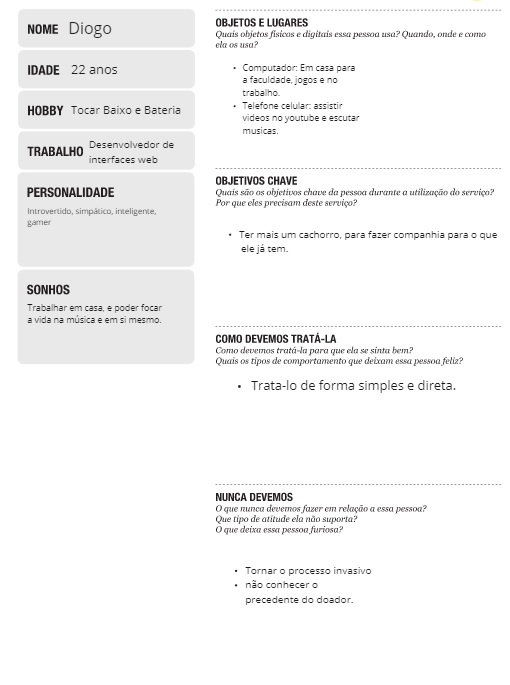 NOME Diogo
IDADE 22 anos
HOBBY Tocar Baixo e Bateria
TRABALHO Desenvolvedor de
interfaces web
PERSONALIDADE
Introvertido, simpático, inteligente,
gamer
SONHOS
Trabalhar em casa, e poder focar
a vida na música e em si mesmo.
OBJETOS E LUGARES
Quais objetos físicos e digitais essa pessoa usa? Quando, onde e como
ela os usa?
• Computador: Em casa para
a faculdade, jogos e no
trabalho.
• Telefone celular: assistir
videos no youtube e escutar
musicas.
OBJETIVOS CHAVE
Quais são os objetivos chave da pessoa durante a utilização do serviço?
Por que eles precisam deste serviço?
• Ter mais um cachorro, para fazer companhia para o que
ele já tem.
COMO DEVEMOS TRATÁ-LA
Como devemos tratá-la para que ela se sinta bem?
Quais os tipos de comportamento que deixam essa pessoa feliz?
• Trata-lo de forma simples e direta.
NUNCA DEVEMOS
O que nunca devemos fazer em relação a essa pessoa?
Que tipo de atitude ela não suporta?
O que deixa essa pessoa furiosa?
• Tornar o processo invasivo
• não conhecer o
precedente do doador.